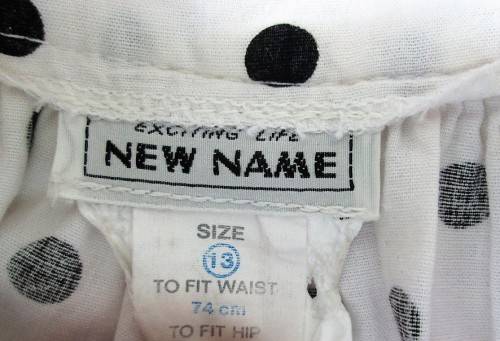 EXCITING LIFE
NEW NAME
SIZE
13
TO FIT WAIST
74 cm
TO FIT HIP